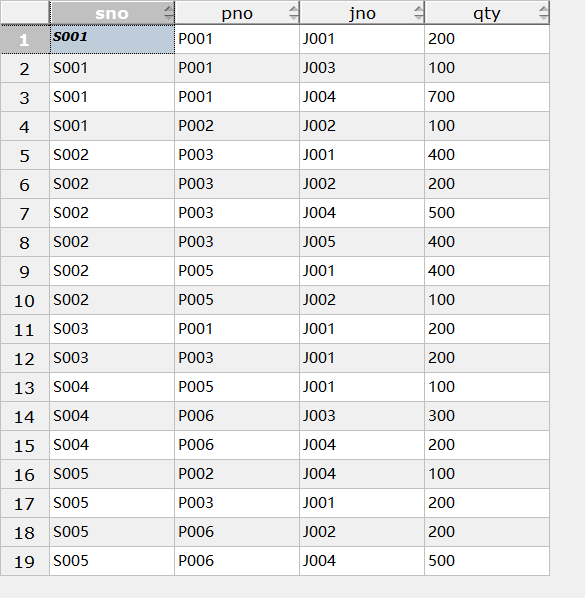 sno pno jno qty
1 S001 P001 J001 200
2 S001 P001 J003 100
3 S001 P001 J004 700
4 S001 P002 J002 100
5 S002 P003 J001 400
6 S002 P003 J002 200
7 S002 P003 J004 500
8 S002 P003 J005 400
9 S002 P005 J001 400
10 S002 P005 J002 100
11 S003 P001 J001 200
12 S003 P003 J001 200
13 S004 P005 J001 100
14 S004 P006 J003 300
15 S004 P006 J004 200
16 S005 P002 J004 100
17 S005 P003 J001 200
18 S005 P006 J002 200
19 S005 P006 J004 500